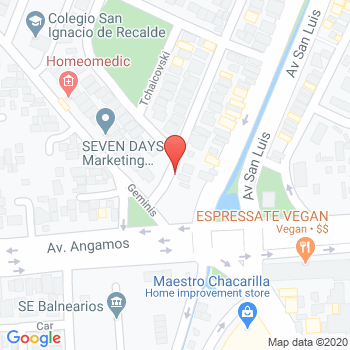 Colegio San
Ignacio de Recalde
Homeomedic
Tchaicovski
Av San Luis
SEVEN DAYS
Marketing...
Geminis
Av San Luis
ESPRESSATE VEGAN
Vegan • $$
Av. Angamos
Maestro Chacarilla
Home improvement store
SE Balnearios
Car
Google
Map data ©2020